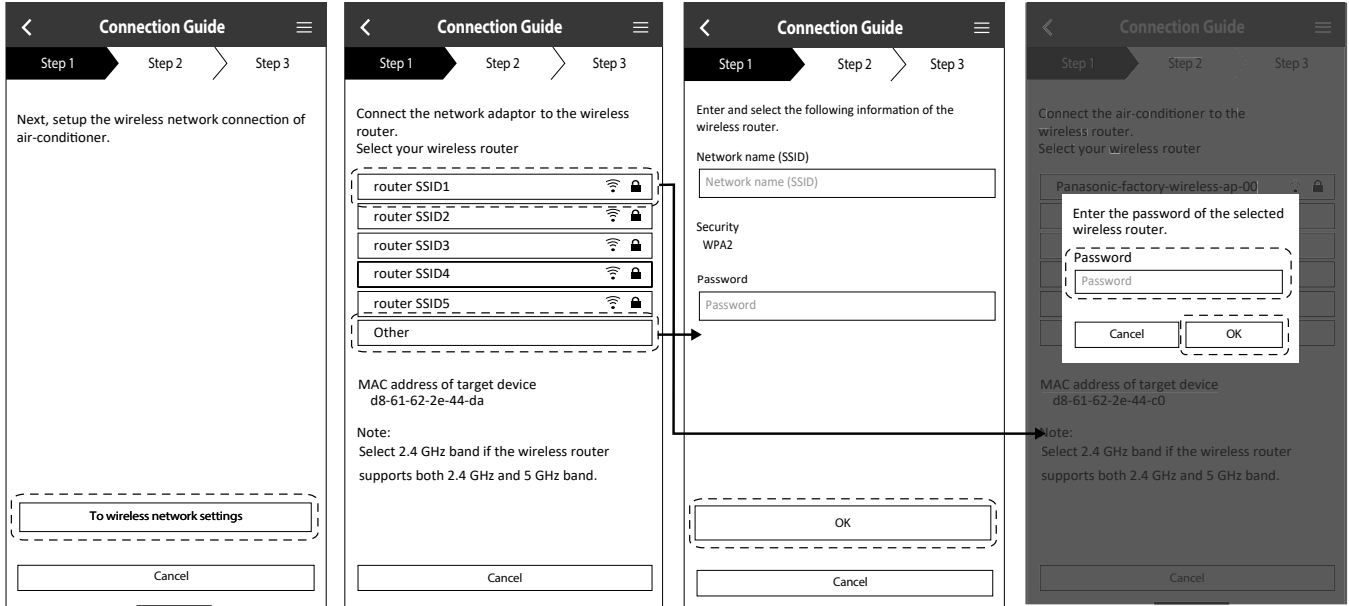 Connection Guide
Step 1
Step 2
Step 3
Next, setup the wireless network connection of
air-conditioner.
To wireless network settings
Cancel
Connection Guide
Step 1
Step 2
Step 3
Connect the network adaptor to the wireless
router.
Select your wireless router
router SSID1
router SSID2
router SSID3
router SSID4
router SSID5
Other
MAC address of target device
d8-61-62-2e-44-da
Note:
Select 2.4 GHz band if the wireless router
supports both 2.4 GHz and 5 GHz band.
Cancel
Connection Guide
Step 1
Step 2
Step 3
Enter and select the following information of the
wireless router.
Network name (SSID)
Network name (SSID)
Security
WPA2
Password
Password
OK
Cancel
Connection Guide
Step 1
Step 2
Step 3
Connect the air-conditioner to the
wireless router.
Select your wireless router
Panasonic-factory-wireless-ap-00
Enter the password of the selected
wireless router.
Password
Password
Cancel
OK
MAC address of target device
d8-61-62-2e-44-c0
Note:
Select 2.4 GHz band if the wireless router
supports both 2.4 GHz and 5 GHz band.
Cancel